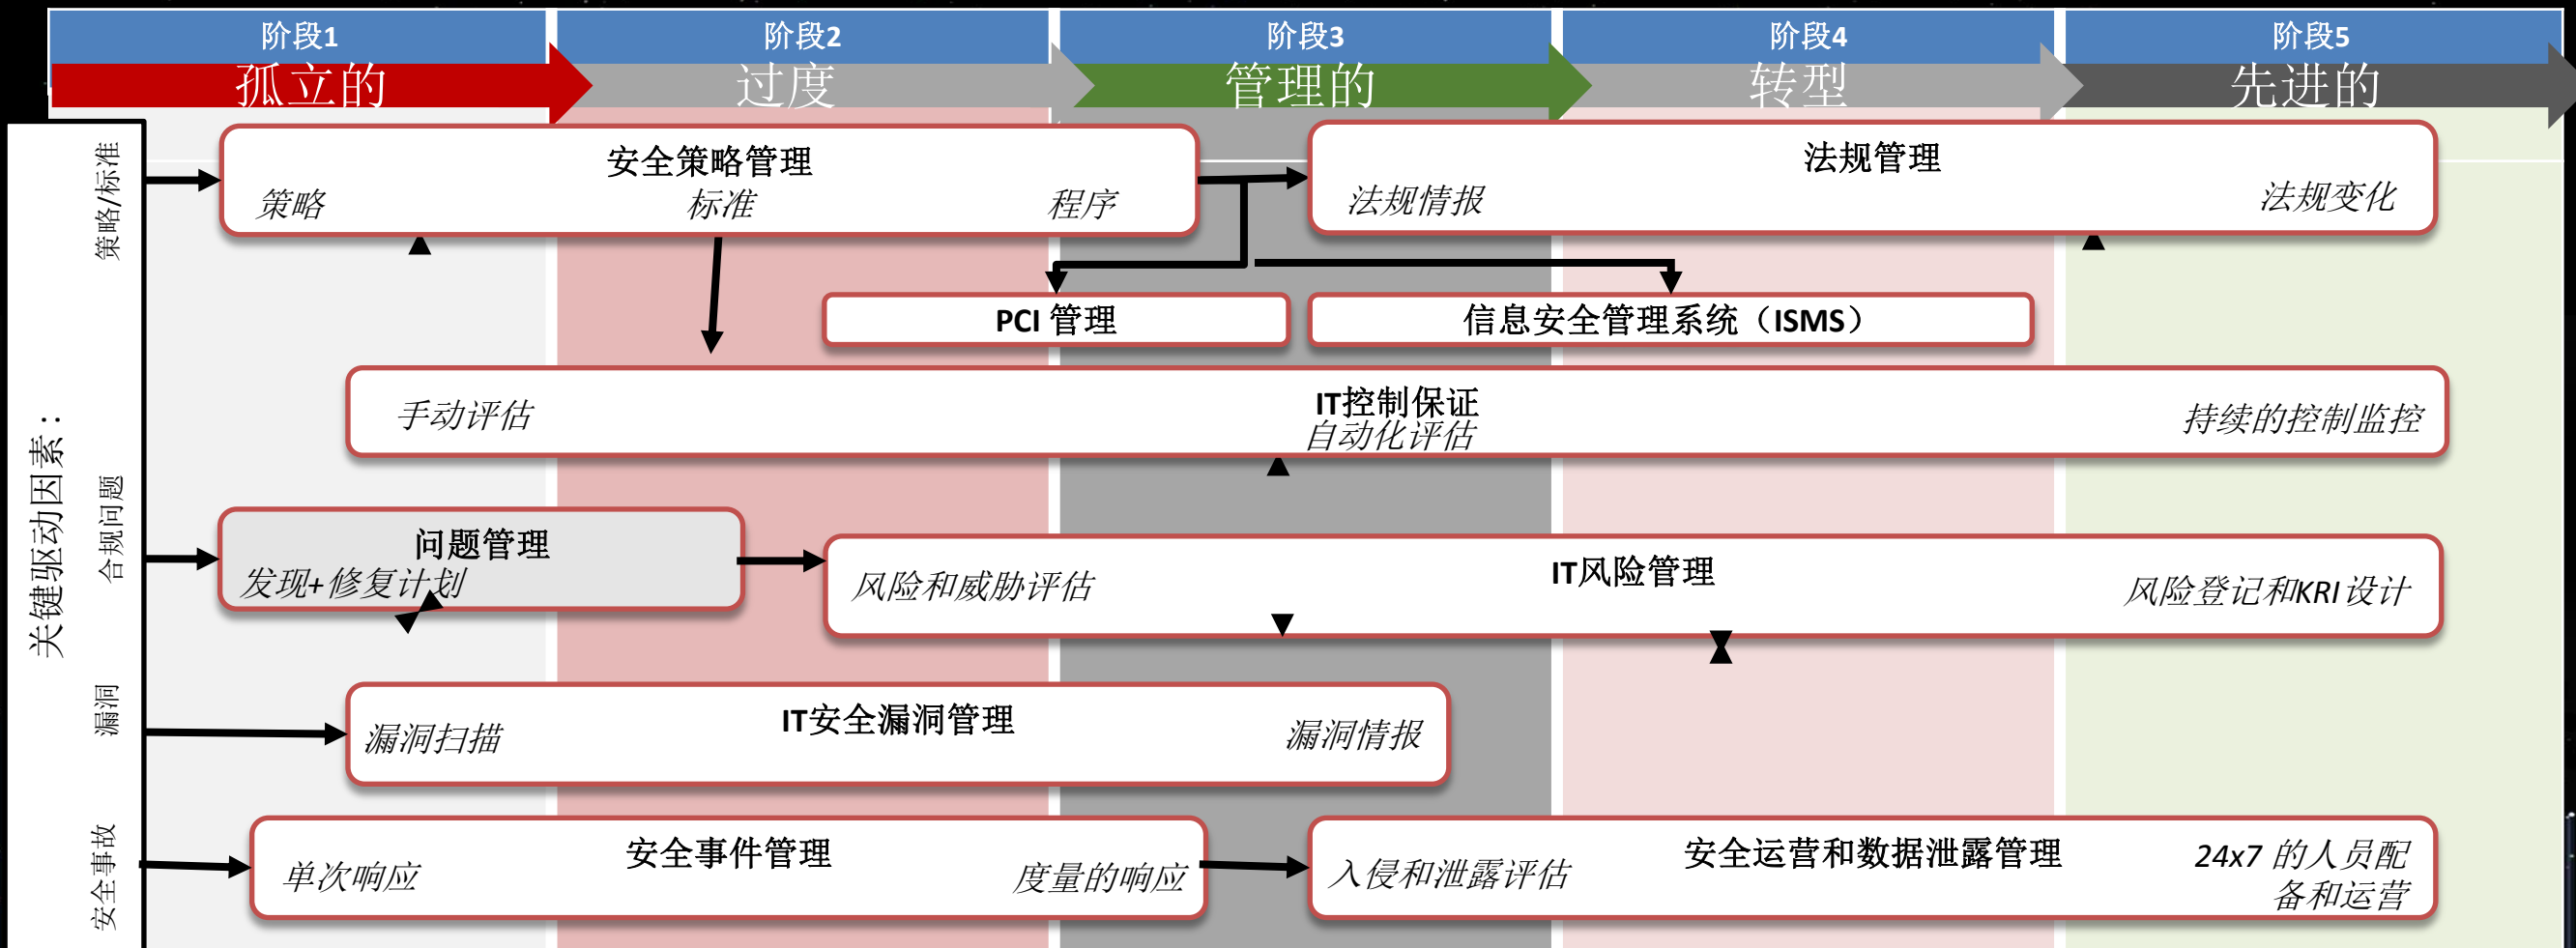 阶段1
阶段2
阶段3
阶段4
阶段5
孤立的
过度
管理的
转型
先进的
关键驱动因素：
策略/标准
安全策略管理
策略
标准
程序
法规管理
法规情报
法规变化
PCI 管理
信息安全管理系统（ISMS）
IT控制保证
手动评估
自动化评估
持续的控制监控
合规问题
问题管理
发现+修复计划
IT风险管理
风险和威胁评估
风险登记和KRI 设计
漏洞
IT安全漏洞管理
漏洞扫描
漏洞情报
安全事故
安全事件管理
单次响应
度量的响应
安全运营和数据泄露管理
入侵和泄露评估
24x7 的人员配
备和运营